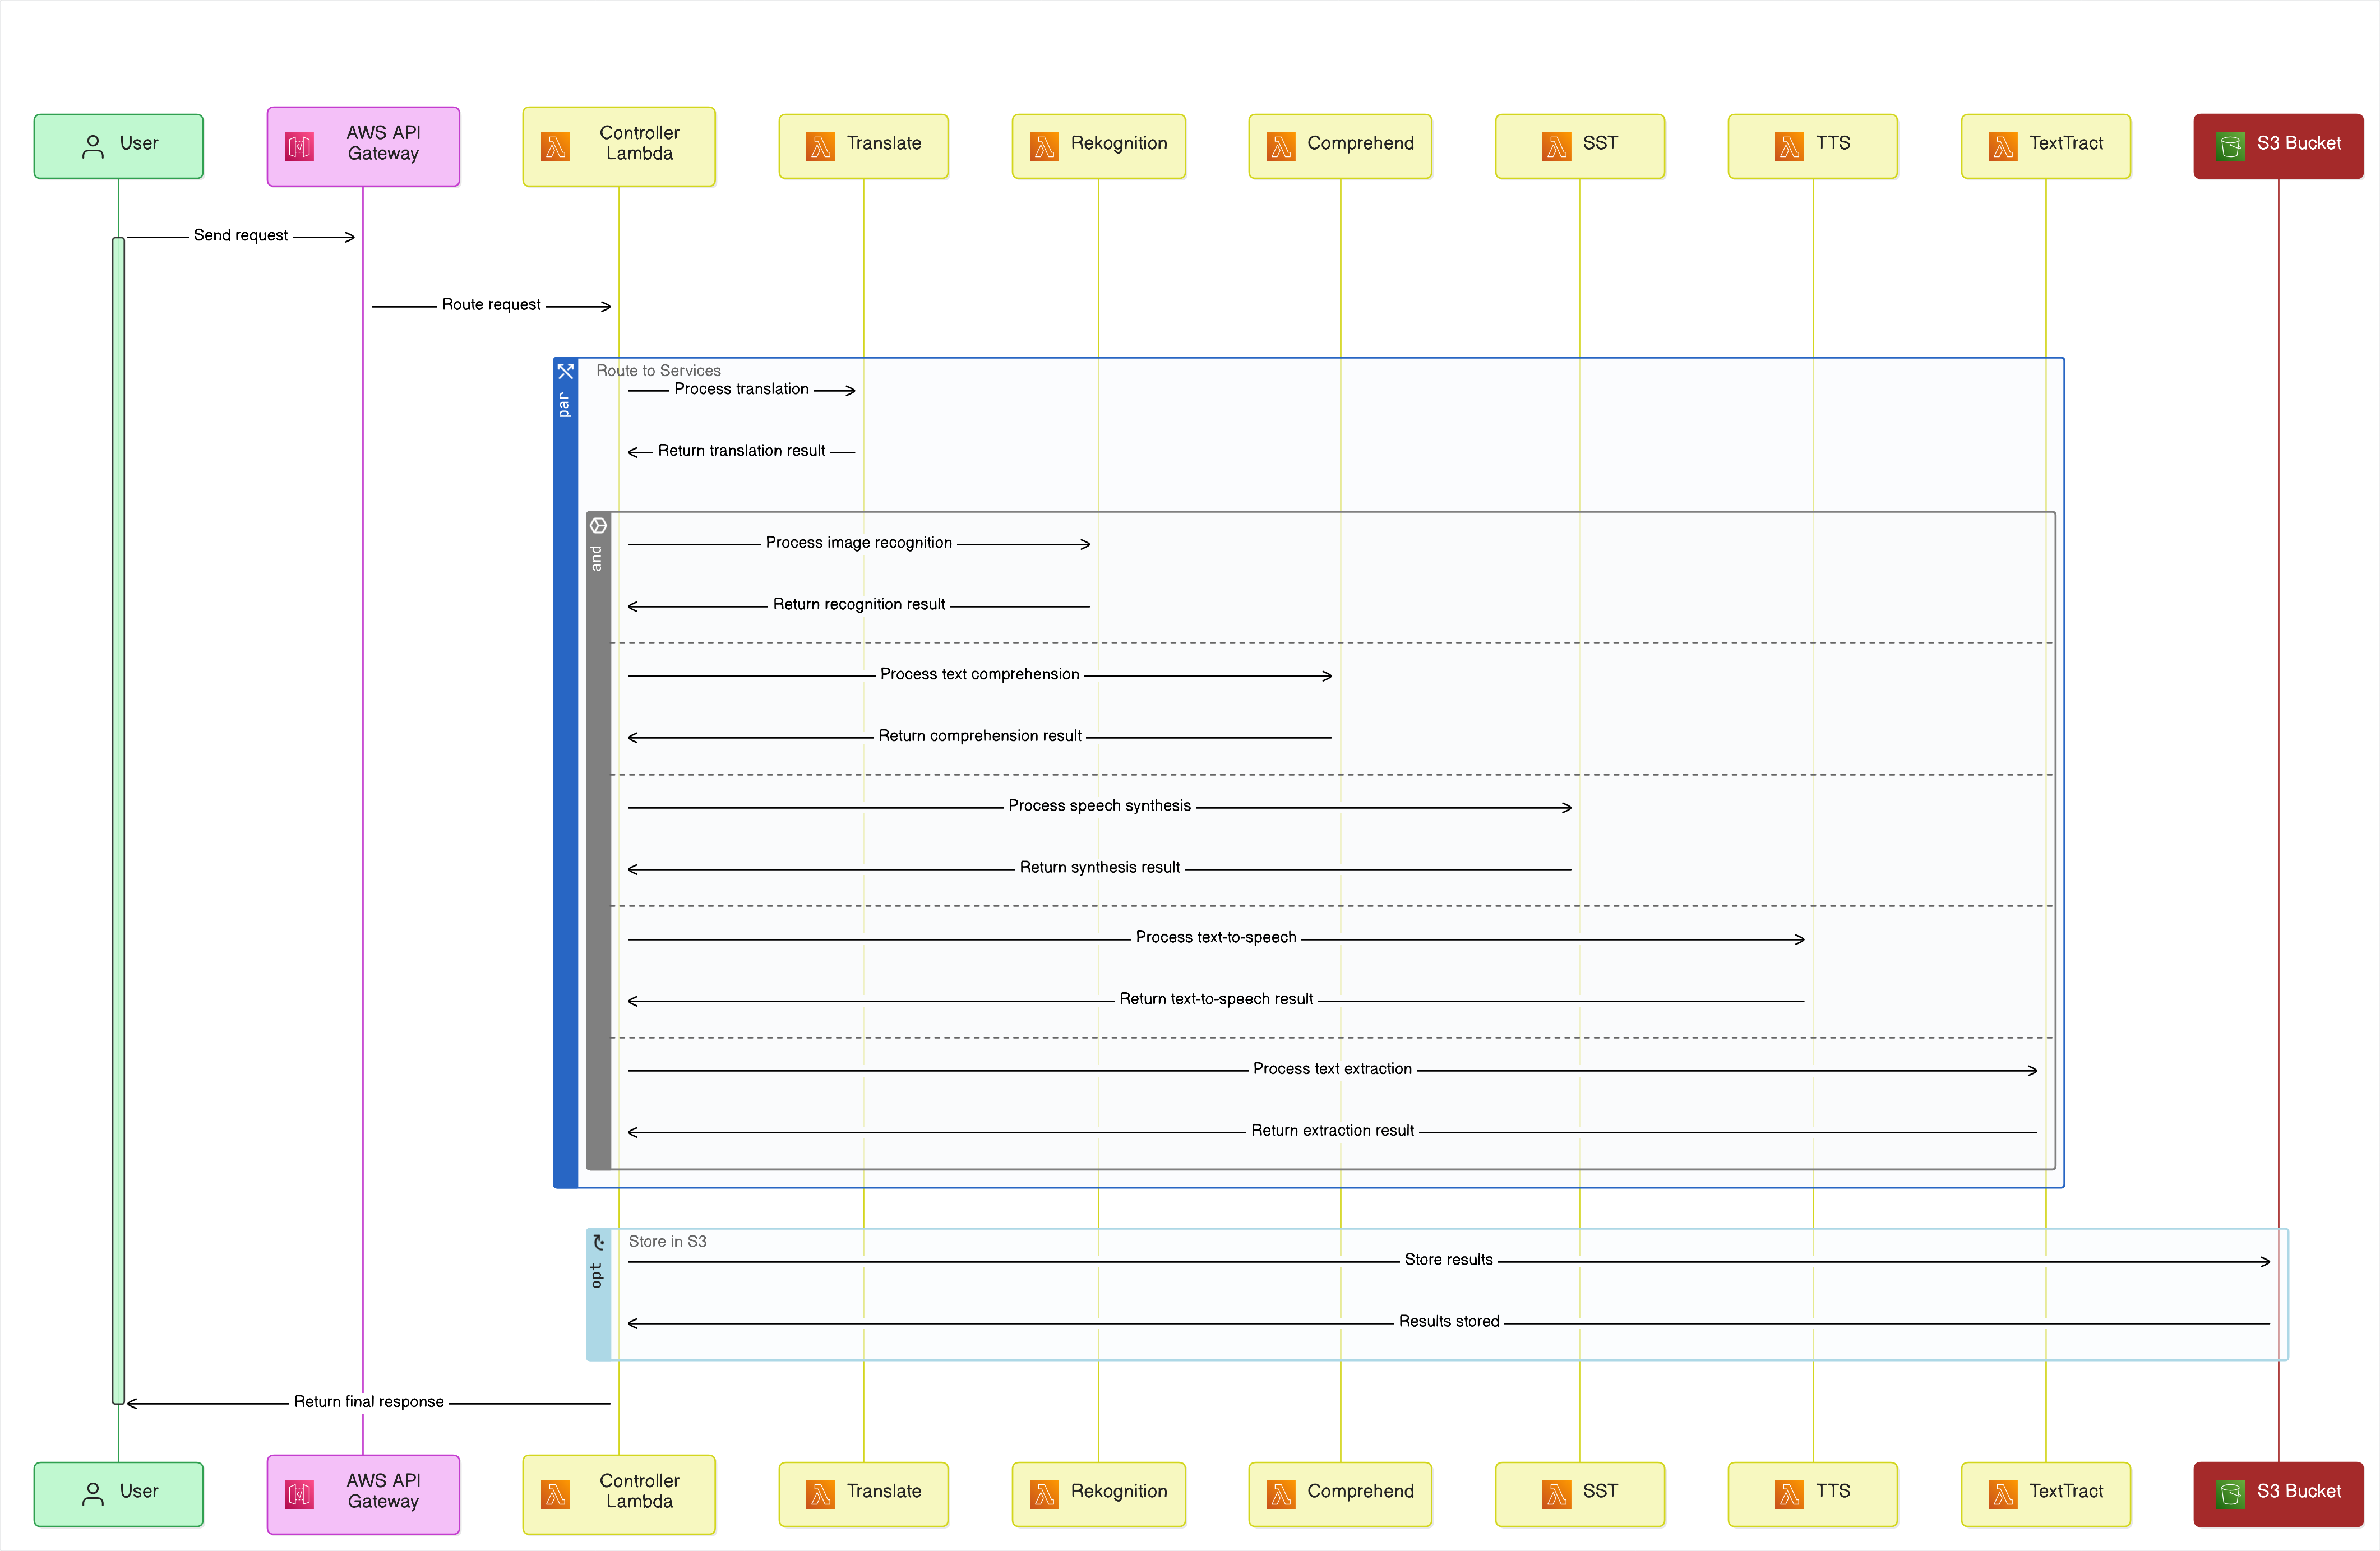 User
AWS API
Gateway
Controller
Lambda
Translate
Rekognition
Comprehend
SST
TTS
TextTract
S3 Bucket
Send request
Route request
par
Route to Services
Process translation
Return translation result
and
Process image recognition
Return recognition result
Process text comprehension
Return comprehension result
Process speech synthesis
Return synthesis result
Process text-to-speech
Return text-to-speech result
Process text extraction
Return extraction result
opt
Store in S3
Store results
Results stored
Return final response
User
AWS API
Gateway
Controller
Lambda
Translate
Rekognition
Comprehend
SST
TTS
TextTract
S3 Bucket